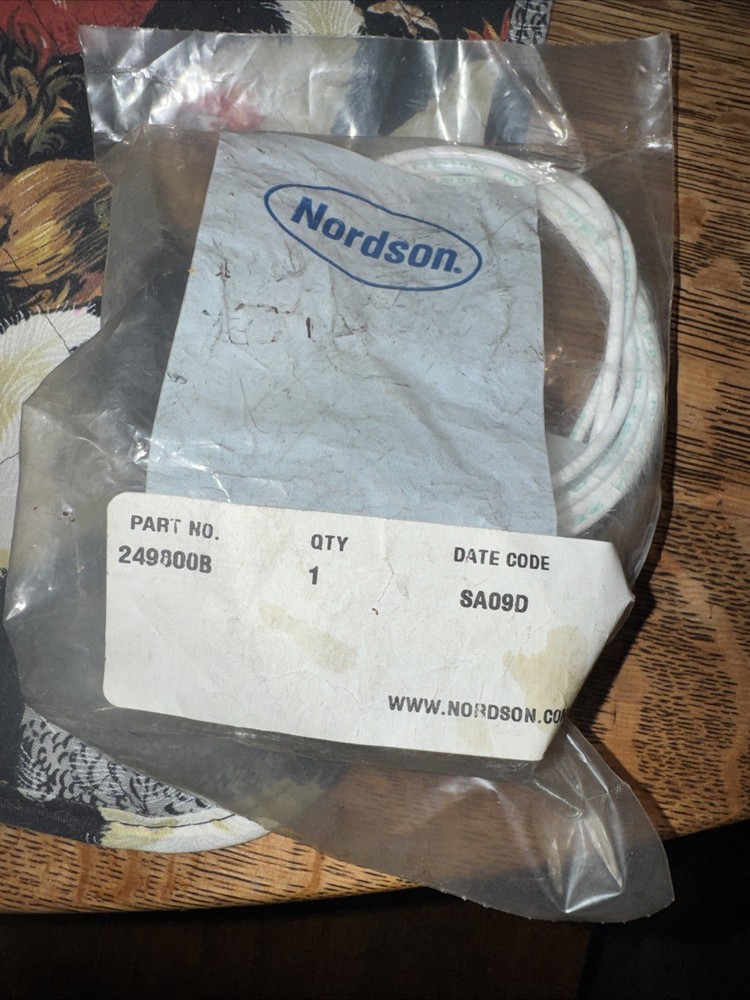 Nordson.
PART NO. QTY DATE CODE
249800B 1 SA09D
WWW.NORDSON.CO